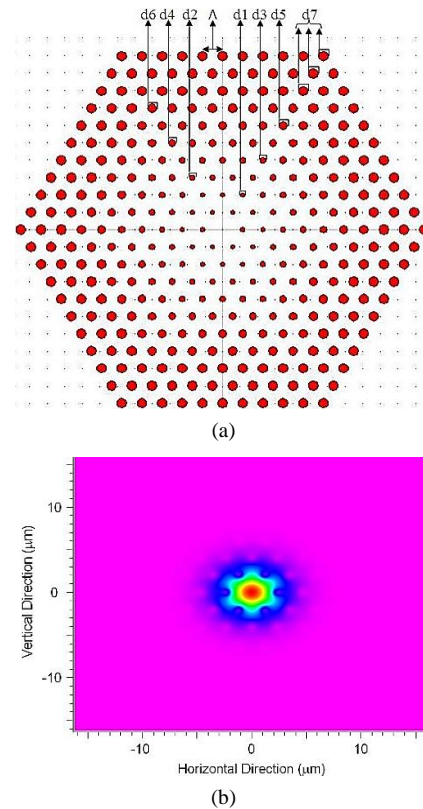 d6 d4 d2 Λ d1 d3 d5 d7
(a)
Vertical Direction (μm)
10
0
-10
-10 0 10
Horizontal Direction (μm)
(b)